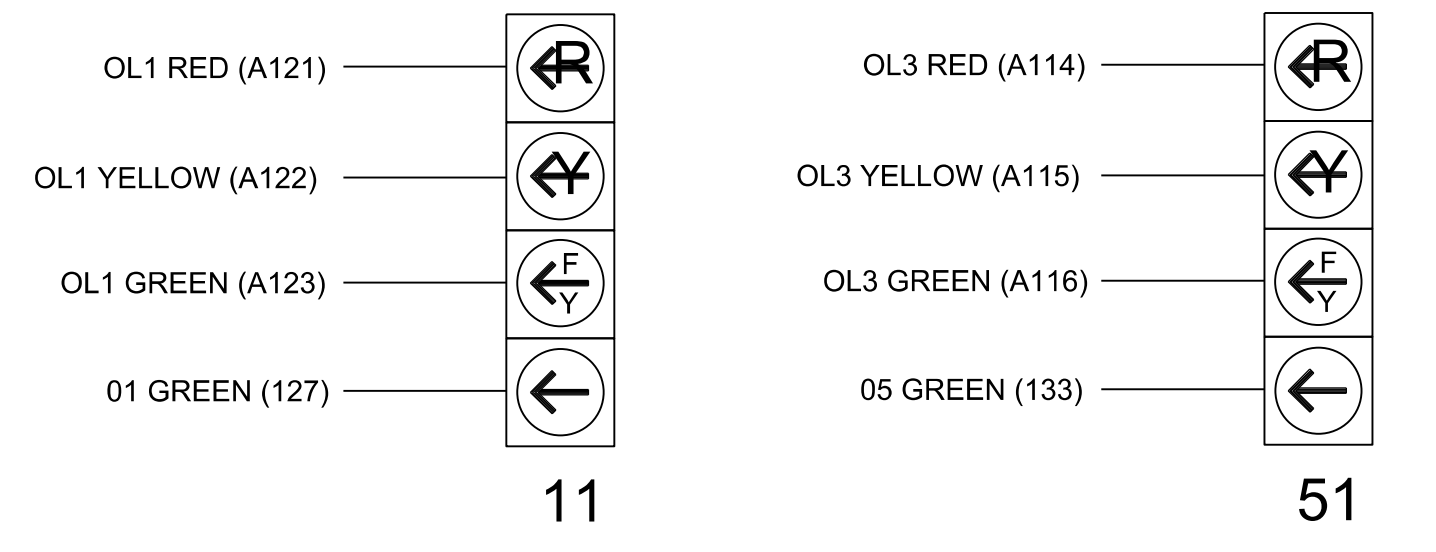 OL1 RED (A121)
R
OL1 YELLOW (A122)
Y
OL1 GREEN (A123)
F
Y
01 GREEN (127)
11
OL3 RED (A114)
R
OL3 YELLOW (A115)
Y
OL3 GREEN (A116)
F
Y
05 GREEN (133)
51